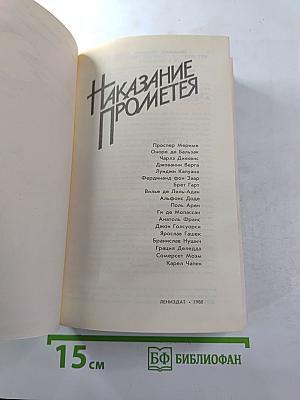 НАКАЗАНИЕ
ПРОМЕТЕЯ
Проспер Мериме
Оноре де Бальзак
Чарлз Диккенс
Джованни Верга
Луиджи Капуана
Фердинанд фон Заар
Брет Гарт
Вилье де Лиль-Адан
Альфонс Доде
Поль Арен
Ги де Мопассан
Анатоль Франс
Джон Голсуорси
Ярослав Гашек
Бранислав Нушич
Грация Деледда
Сомерсет Моэм
Карел Чапек
ЛЕНИЗДАТ • 1988
15 см
БФ БИБЛИОФАН